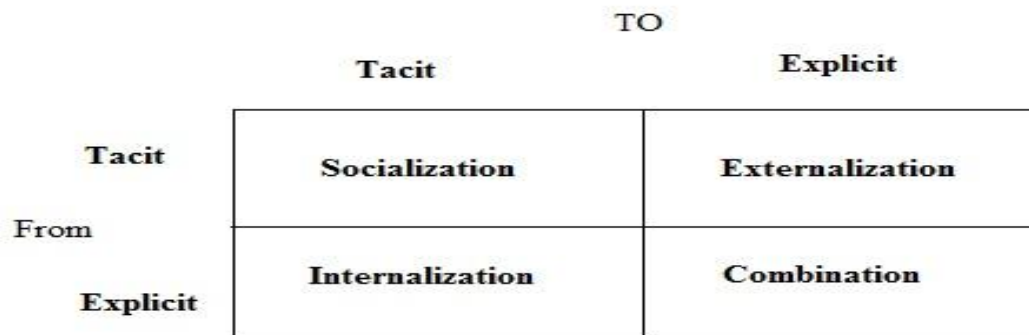 TO
Tacit Explicit
Tacit Socialization Externalization
From
Internalization Combination
Explicit